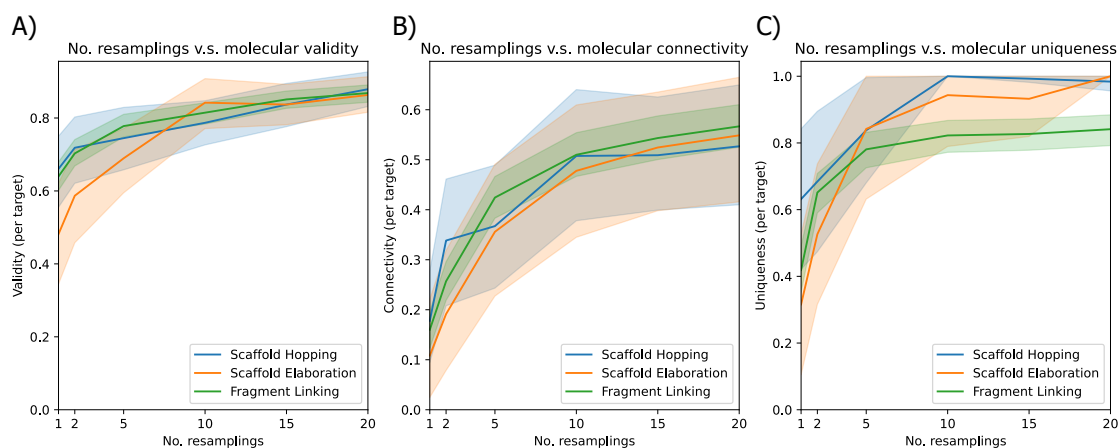 A)
No. resamplings v.s. molecular validity
Validity (per target)
0.0
0.2
0.4
0.6
0.8
1 2 5 10 15 20
No. resamplings
Scaffold Hopping
Scaffold Elaboration
Fragment Linking
B)
No. resamplings v.s. molecular connectivity
Connectivity (per target)
0.0
0.1
0.2
0.3
0.4
0.5
0.6
1 2 5 10 15 20
No. resamplings
Scaffold Hopping
Scaffold Elaboration
Fragment Linking
C)
No. resamplings v.s. molecular uniqueness
Uniqueness (per target)
0.0
0.2
0.4
0.6
0.8
1.0
1 2 5 10 15 20
No. resamplings
Scaffold Hopping
Scaffold Elaboration
Fragment Linking